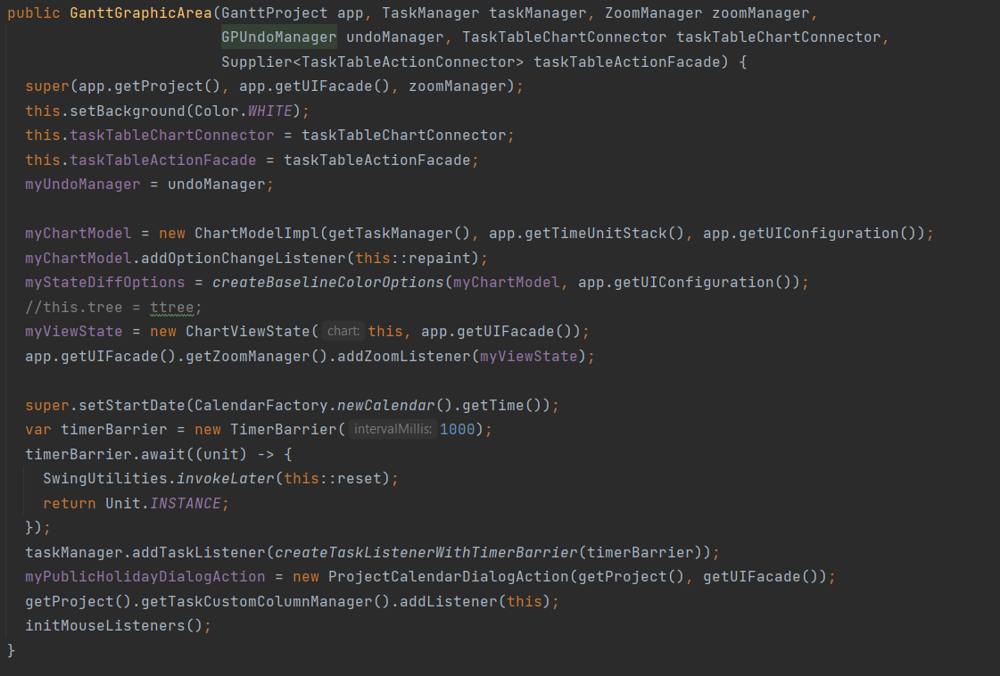 public GanttGraphicArea(GanttProject app, TaskManager taskManager, ZoomManager zoomManager,
                        GPUndoManager undoManager, TaskTableChartConnector taskTableChartConnector,
                        Supplier<TaskTableActionConnector> taskTableActionFacade) {
  super(app.getProject(), app.getUIFacade(), zoomManager);
  this.setBackground(Color.WHITE);
  this.taskTableChartConnector = taskTableChartConnector;
  this.taskTableActionFacade = taskTableActionFacade;
  myUndoManager = undoManager;

  myChartModel = new ChartModelImpl(getTaskManager(), app.getTimeUnitStack(), app.getUIConfiguration());
  myChartModel.addOptionChangeListener(this::repaint);
  myStateDiffOptions = createBaselineColorOptions(myChartModel, app.getUIConfiguration());
  //this.tree = ttree;
  myViewState = new ChartViewState( chart: this, app.getUIFacade());
  app.getUIFacade().getZoomManager().addZoomListener(myViewState);

  super.setStartDate(CalendarFactory.newCalendar().getTime());
  var timerBarrier = new TimerBarrier( intervalMillis: 1000);
  timerBarrier.await((unit) -> {
    SwingUtilities.invokeLater(this::reset);
    return Unit.INSTANCE;
  });
  taskManager.addTaskListener(createTaskListenerWithTimerBarrier(timerBarrier));
  myPublicHolidayDialogAction = new ProjectCalendarDialogAction(getProject(), getUIFacade());
  getProject().getTaskCustomColumnManager().addListener(this);
  initMouseListeners();
}